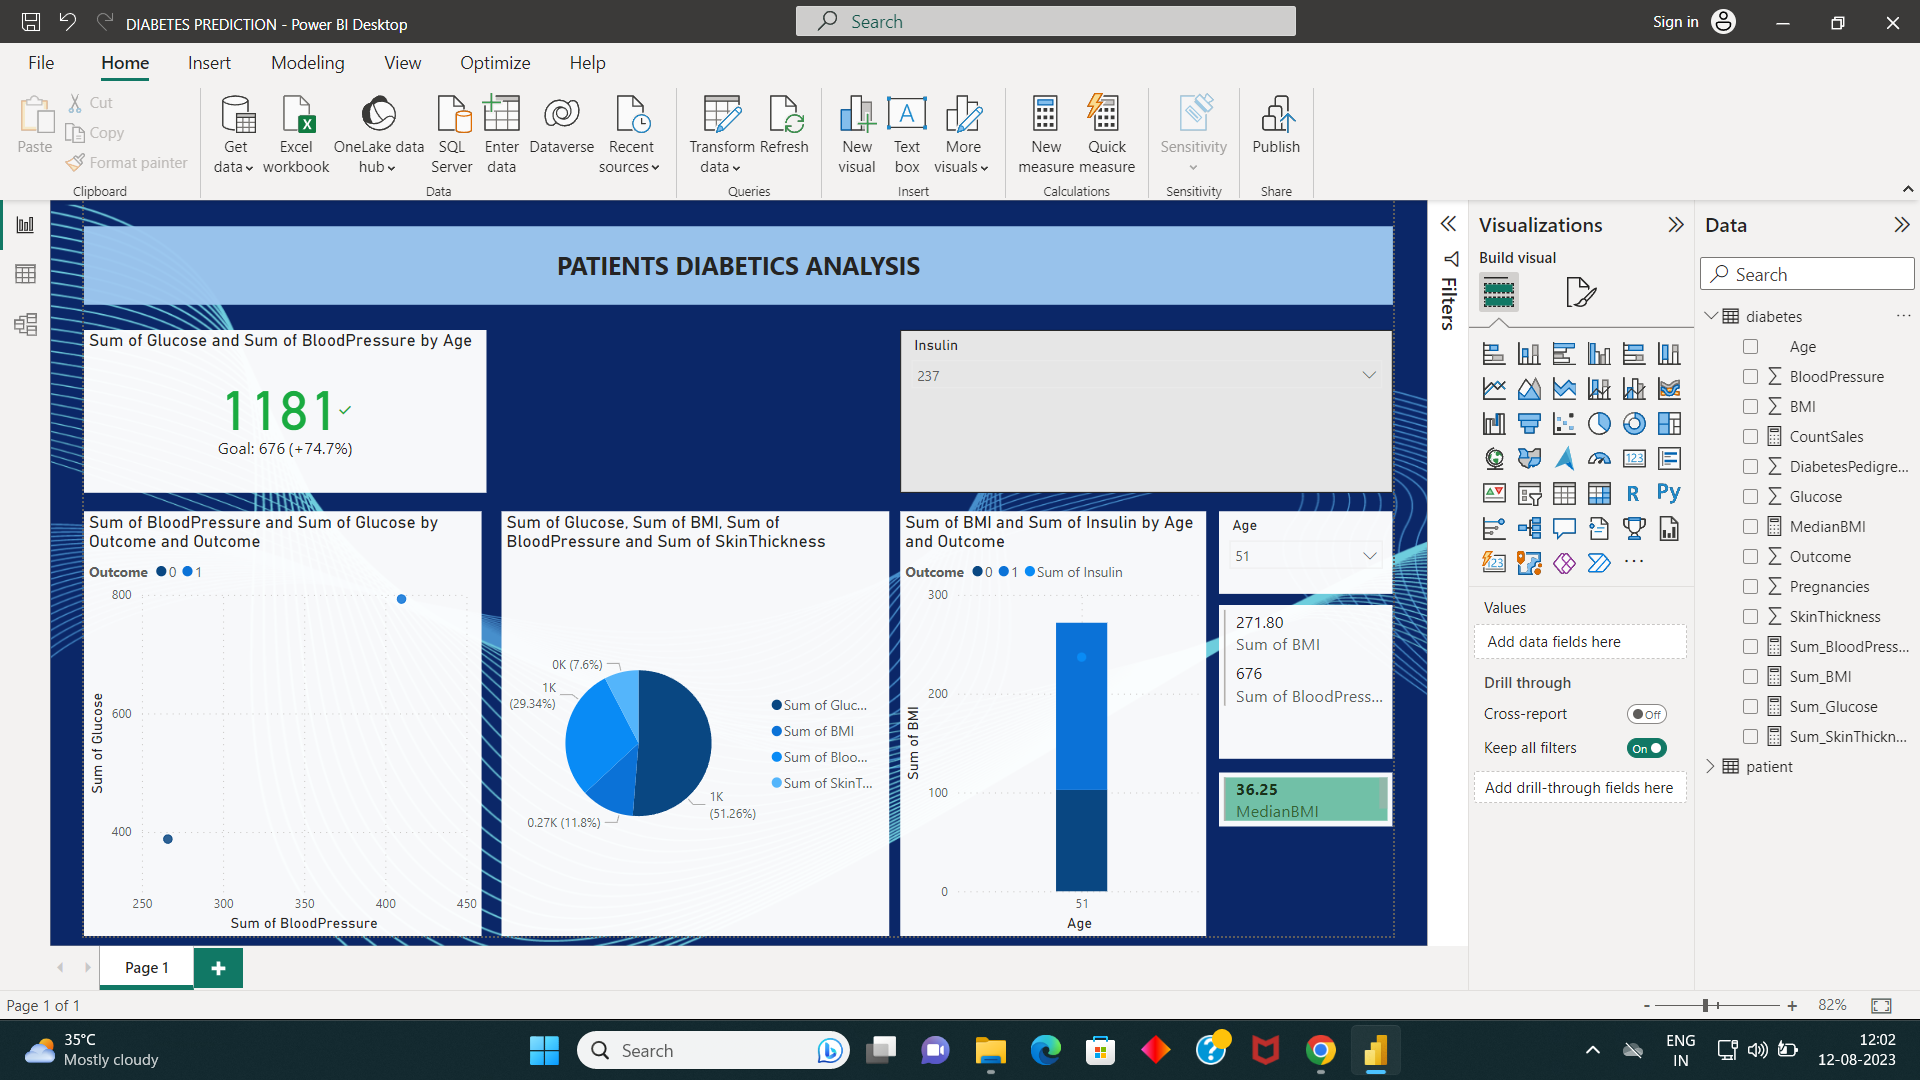 DIABETES PREDICTION - Power BI Desktop
Search
Sign in
File Home Insert Modeling View Optimize Help
Paste
Cut
Copy
Format painter
Clipboard
Get
data
Excel
workbook
OneLake data
hub
SQL
Server
Enter
data
Dataverse
Recent
sources
Data
Transform
data
Refresh
Queries
New
visual
Text
box
More
visuals
Insert
New
measure
Quick
measure
Calculations
Sensitivity
Sensitivity
Publish
Share
PATIENTS DIABETICS ANALYSIS
Sum of Glucose and Sum of BloodPressure by Age
1181
Goal: 676 (+74.7%)
Insulin
237
Sum of BloodPressure and Sum of Glucose by
Outcome and Outcome
Outcome 0 1
800
600
400
Sum of Glucose
250 300 350 400 450
Sum of BloodPressure
Sum of Glucose, Sum of BMI, Sum of
BloodPressure and Sum of SkinThickness
0K (7.6%)
1K
(29.34%)
0.27K (11.8%)
1K
(51.26%)
Sum of Gluc...
Sum of BMI
Sum of Bloo...
Sum of SkinT...
Sum of BMI and Sum of Insulin by Age
and Outcome
Outcome 0 1 Sum of Insulin
300
200
100
0
Sum of BMI
51
Age
Age
51
271.80
Sum of BMI
676
Sum of BloodPress...
36.25
MedianBMI
Filters
Visualizations
Build visual
123
R
Py
123
...
Values
Add data fields here
Drill through
Cross-report
Off
Keep all filters
On
Add drill-through fields here
Data
Search
diabetes
...
Age
BloodPressure
BMI
CountSales
DiabetesPedigre...
Glucose
MedianBMI
Outcome
Pregnancies
SkinThickness
Sum_BloodPress...
Sum_BMI
Sum_Glucose
Sum_SkinThickn...
patient
Page 1
Page 1 of 1
- + 82%
35°C
Mostly cloudy
Search
ENG
IN
12:02
12-08-2023